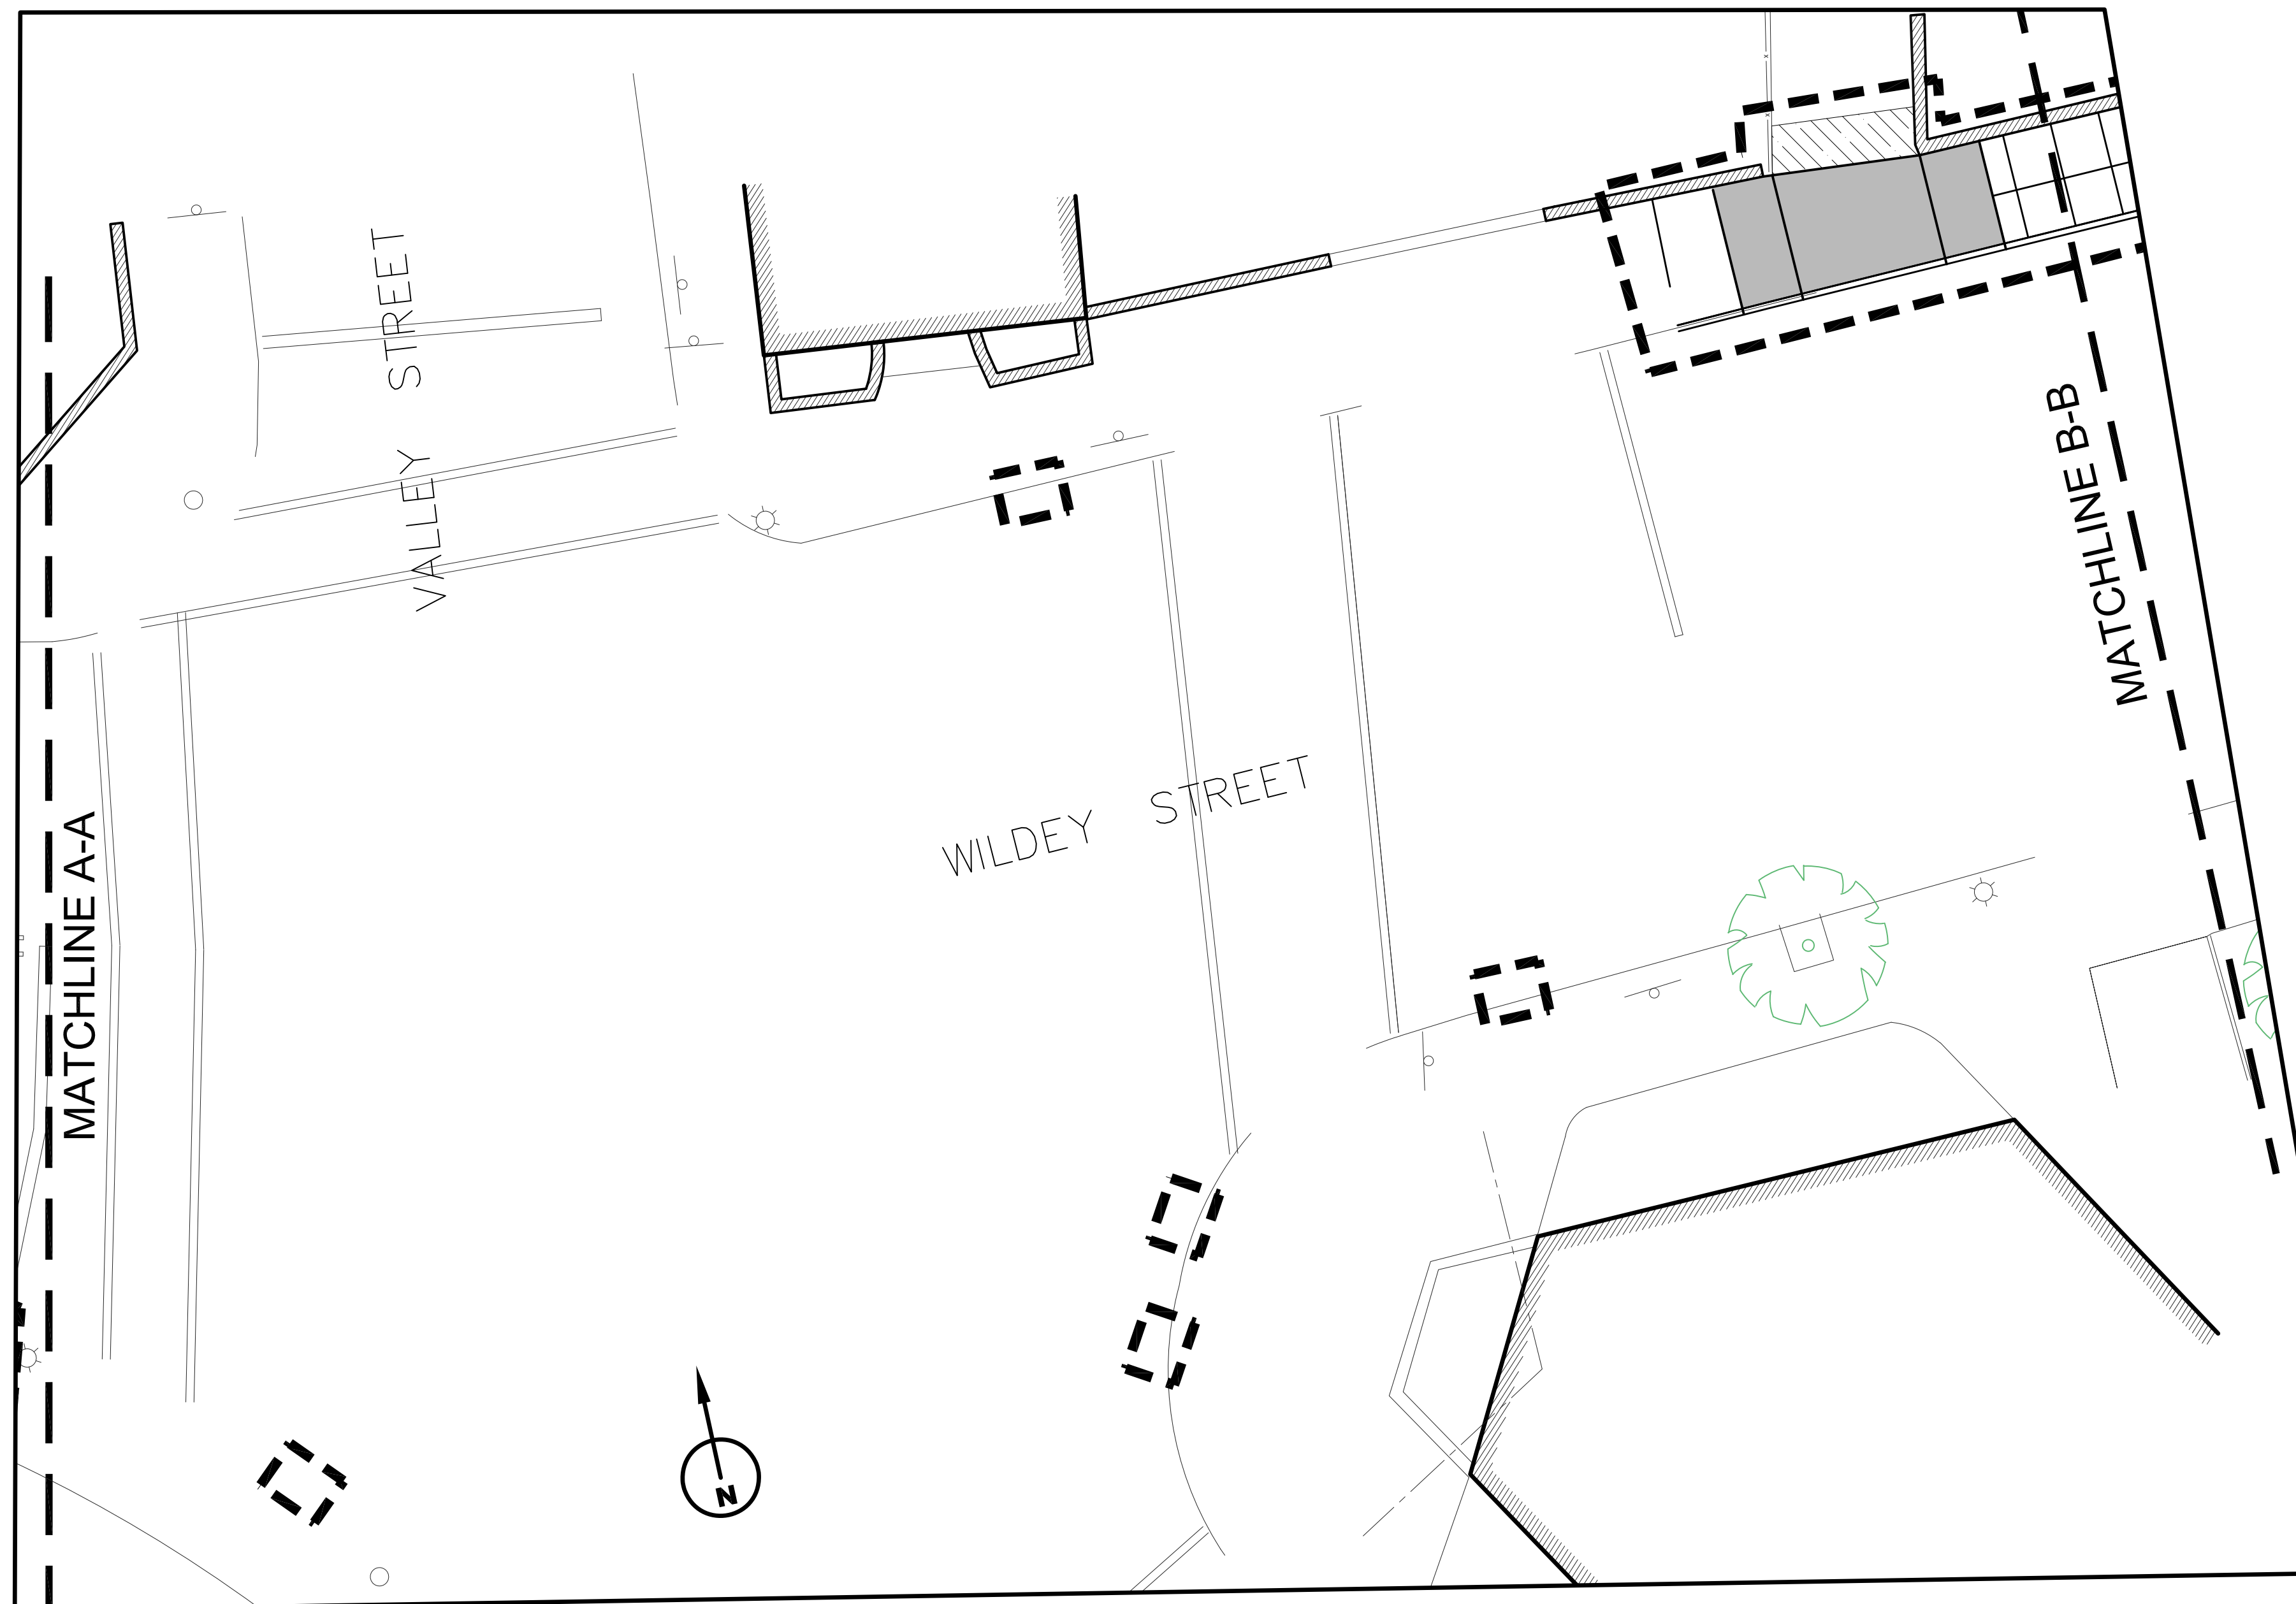 VALLEY STREET
MATCHLINE B-B
WILDEY STREET
MATCHLINE A-A
N